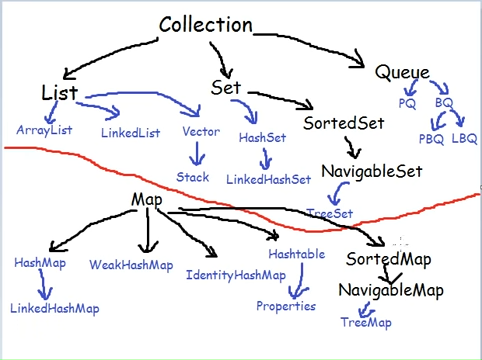 Collection
List
Set
Queue
ArrayList
LinkedList
Vector
HashSet
SortedSet
PQ
BQ
PBQ
LBQ
Stack
LinkedHashSet
NavigableSet
TreeSet
Map
HashMap
WeakHashMap
IdentityHashMap
Hashtable
SortedMap
LinkedHashMap
Properties
NavigableMap
TreeMap